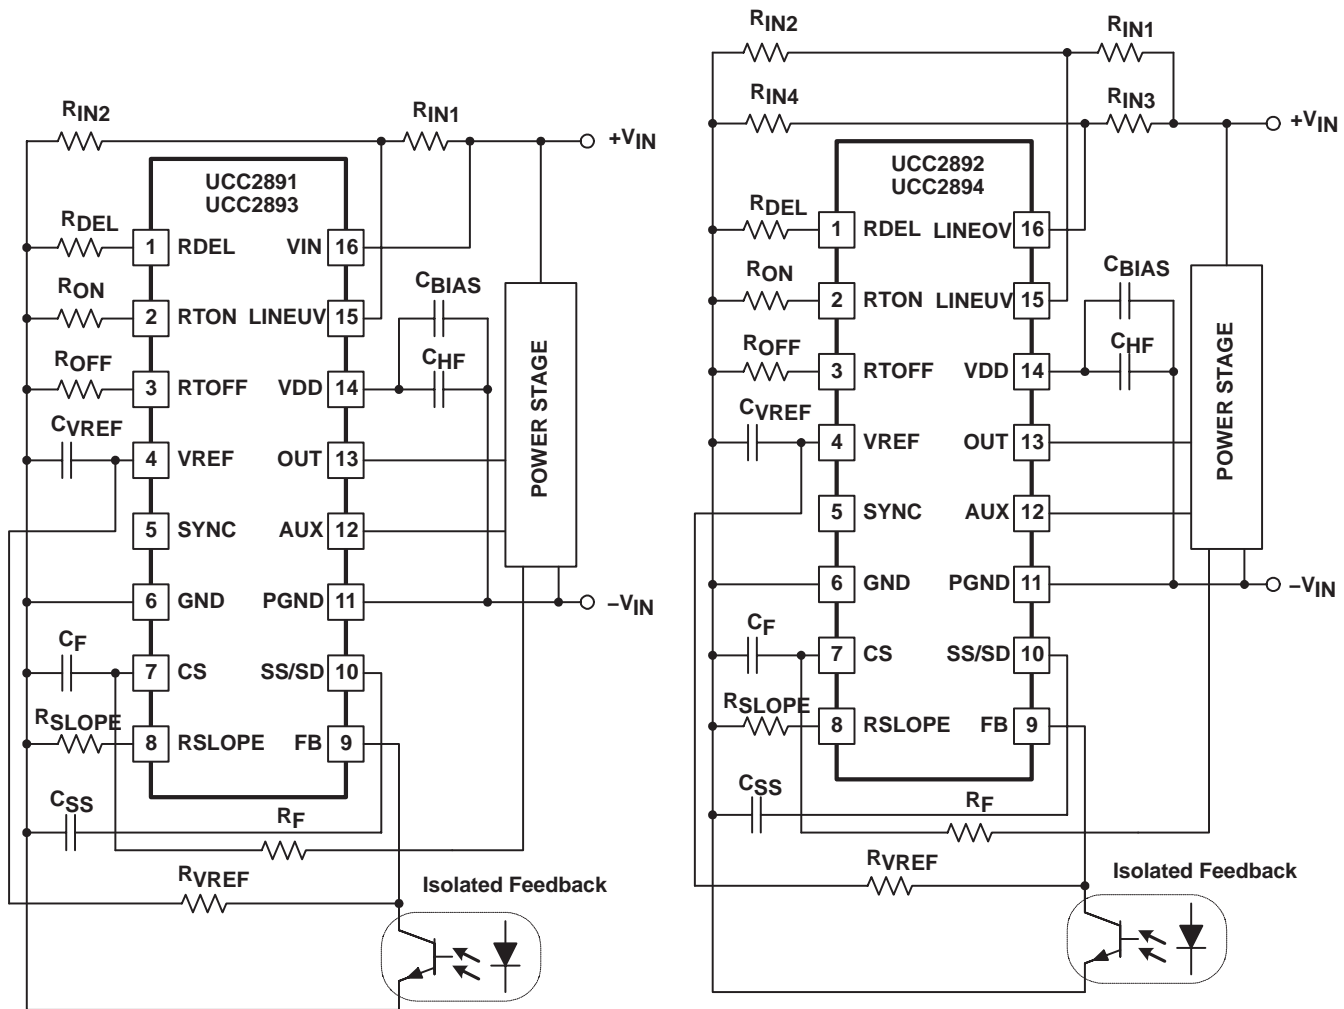 RIN2
RIN1
+VIN
UCC2891
UCC2893
RDEL
1 RDEL VIN 16
RON
CBIAS
2 RTON LINEUV 15
ROFF
CHF
3 RTOFF VDD 14
CVREF
4 VREF OUT 13
POWER STAGE
5 SYNC AUX 12
6 GND PGND 11
–VIN
CF
7 CS SS/SD 10
RSLOPE
8 RSLOPE FB 9
CSS
RF
RVREF
Isolated Feedback
RIN2
RIN1
RIN4
RIN3
+VIN
UCC2892
UCC2894
RDEL
1 RDEL LINEOV 16
RON
CBIAS
2 RTON LINEUV 15
ROFF
CHF
3 RTOFF VDD 14
CVREF
4 VREF OUT 13
POWER STAGE
5 SYNC AUX 12
6 GND PGND 11
–VIN
CF
7 CS SS/SD 10
RSLOPE
8 RSLOPE FB 9
CSS
RF
RVREF
Isolated Feedback